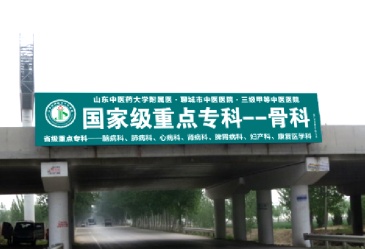 山东中医药大学附属医·聊城市中医医院·三级甲等中医医院
国家级重点专科--骨科
省级重点专科——脑病科、肺病科、心病科、肾病科、脾胃病科、妇产科、康复医学科